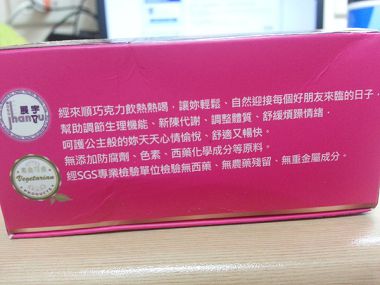 展宇
hanyu
經來順巧克力飲熱熱喝，讓妳輕鬆、自然迎接每個好朋友來臨的日子，
幫助調節生理機能、新陳代謝、調整體質、舒緩煩躁情緒，
呵護公主般的妳天天心情愉悅、舒適又暢快。
無添加防腐劑、色素、西藥化學成分等原料。
經SGS專業檢驗單位檢驗無西藥、無農藥殘留、無重金屬成分。
素食可食
Vegetarian